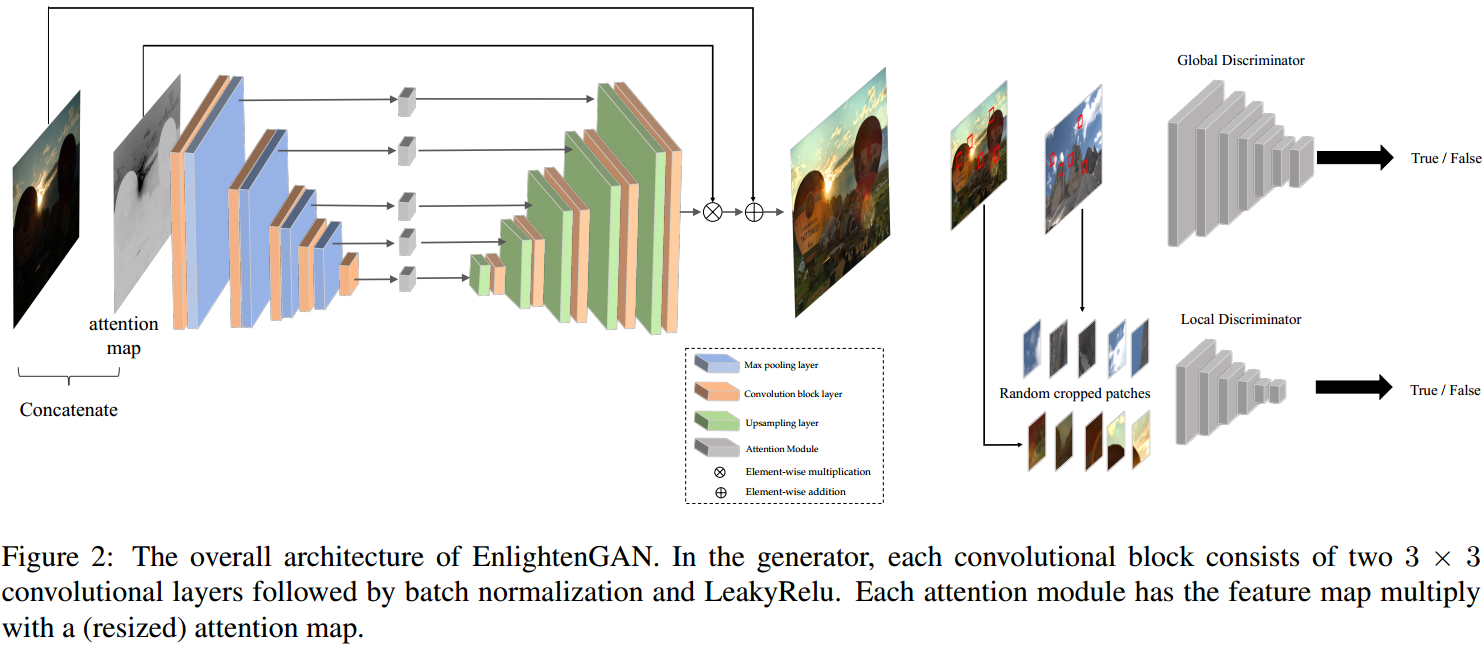 Global Discriminator
True / False
attention
map
Concatenate
Max pooling layer
Convolution block layer
Upsampling layer
Attention Module
Element-wise multiplication
Element-wise addition
Local Discriminator
Random cropped patches
True / False
Figure 2: The overall architecture of EnlightenGAN. In the generator, each convolutional block consists of two 3 × 3
convolutional layers followed by batch normalization and LeakyRelu. Each attention module has the feature map multiply
with a (resized) attention map.